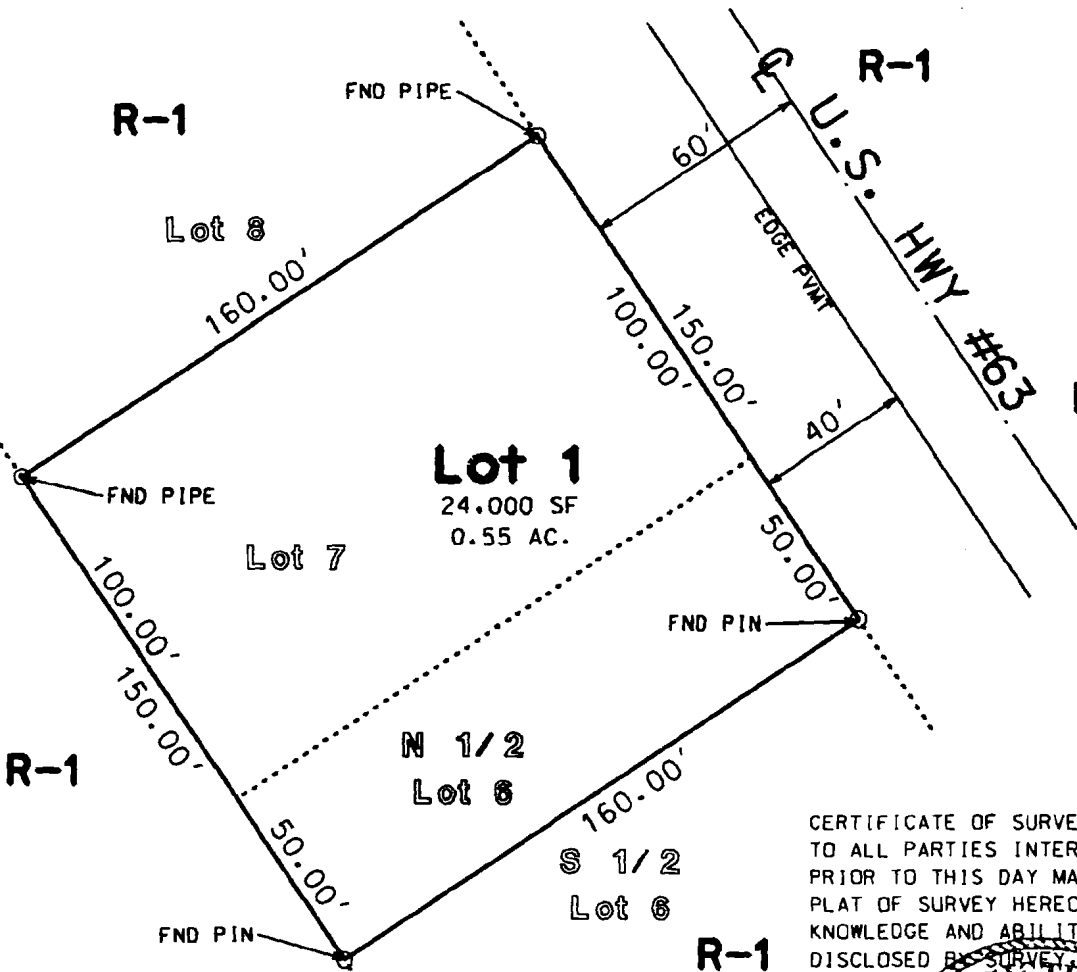 R-1
FND PIPE
Lot 8
160.00'
60'
℄ U.S. HWY #63
R-1
EDGE PVMT
100.00'
150.00'
40'
50.00'
Lot 1
24.000 SF
0.55 AC.
FND PIPE
Lot 7
100.00'
150.00'
50.00'
FND PIN
N 1/2
Lot 6
160.00'
R-1
S 1/2
Lot 6
FND PIN
R-1
CERTIFICATE OF SURVE
TO ALL PARTIES INTER
PRIOR TO THIS DAY MA
PLAT OF SURVEY HEREO
KNOWLEDGE AND ABILIT
DISCLOSED BY SURVEY.